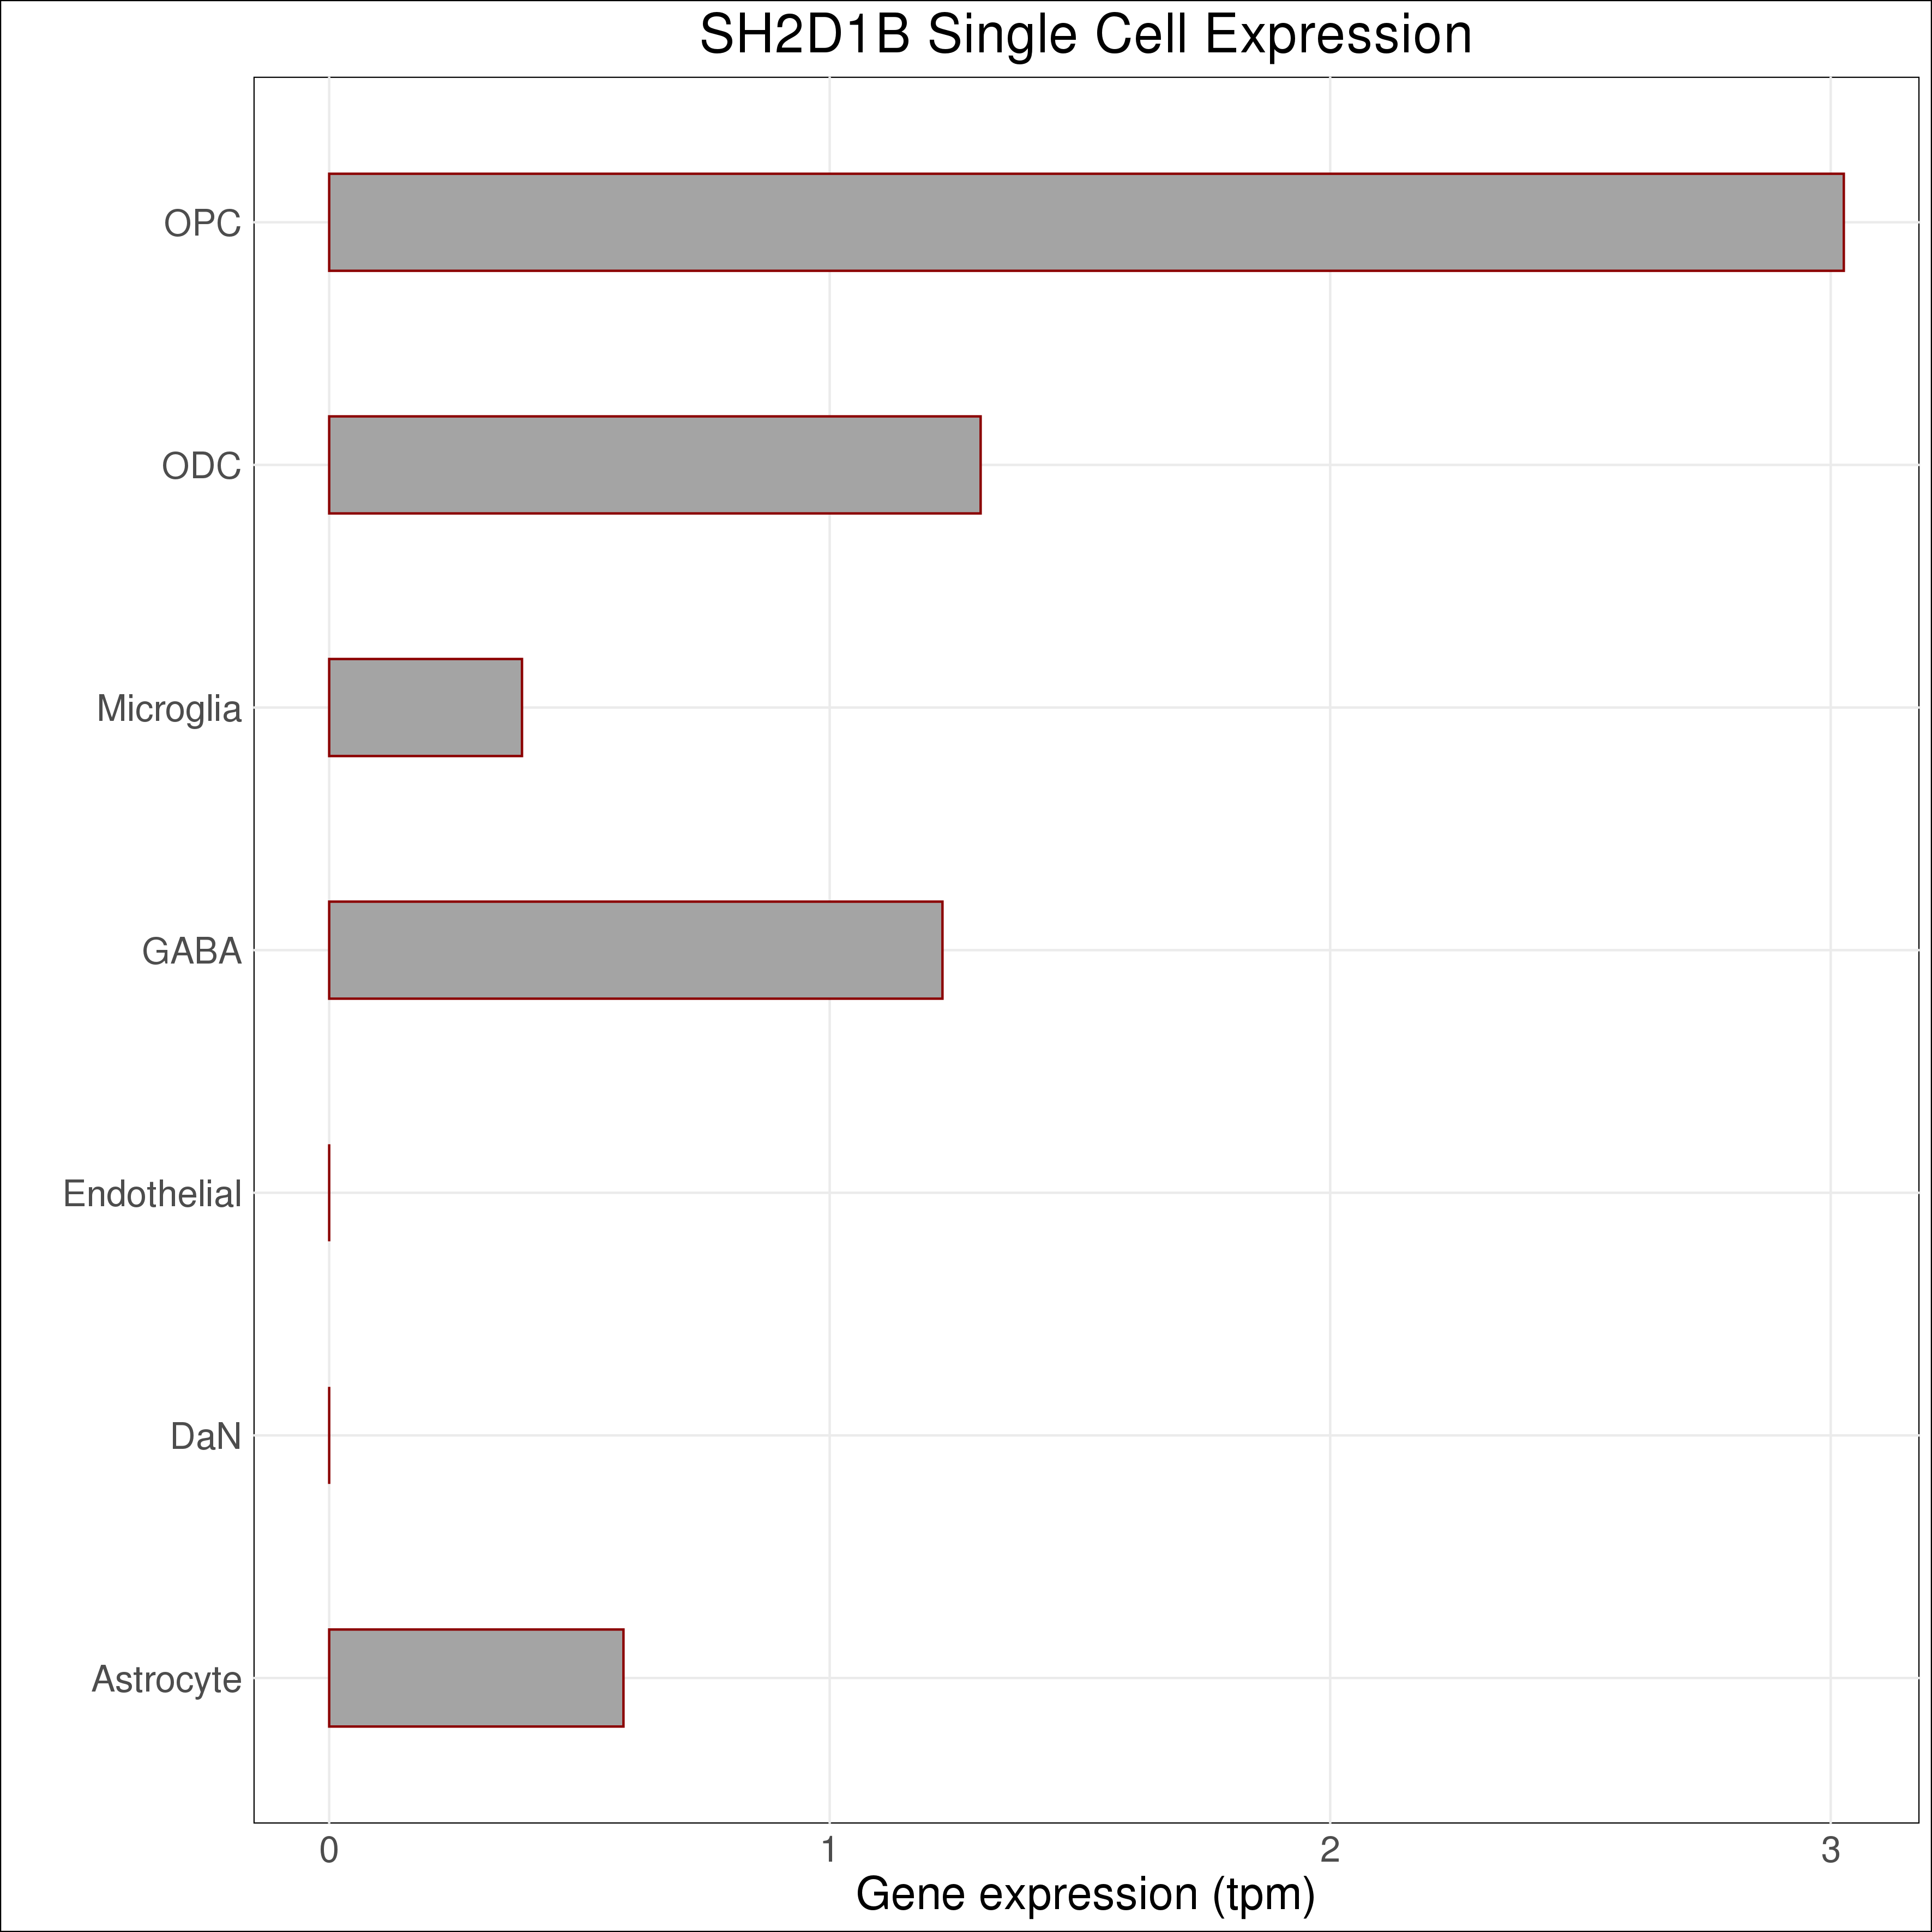 SH2D1B Single Cell Expression
OPC
ODC
Microglia
GABA
Endothelial
DaN
Astrocyte
0 1 2 3
Gene expression (tpm)